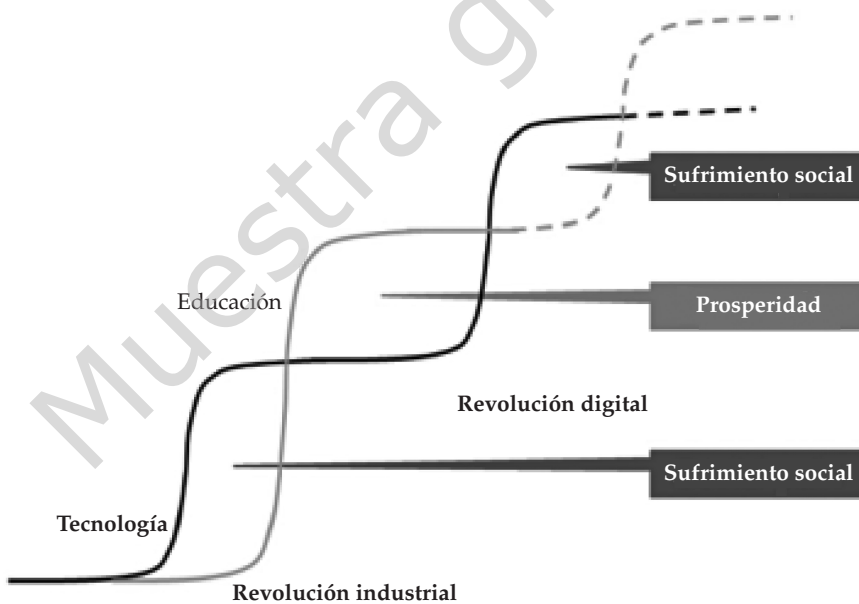 Muestra g
Sufrimiento social
Educación
Prosperidad
Revolución digital
Sufrimiento social
Tecnología
Revolución industrial